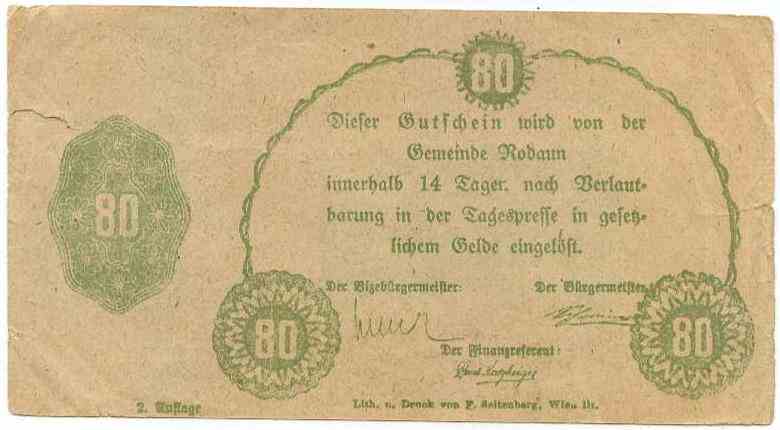 80
Dieser Gutschein wird von der
Gemeinde Rodaun
innerhalb 14 Tager. nach Verlaut-
barung in der Tagespresse in gesetz-
lichem Gelde eingelöst.
80
Der Vizebürgermeister:
Der Bürgermeister:
80
80
Der Finanzreferent:
2. Auflage
Lith. u. Druck von F. Seitenberg, Wien III.